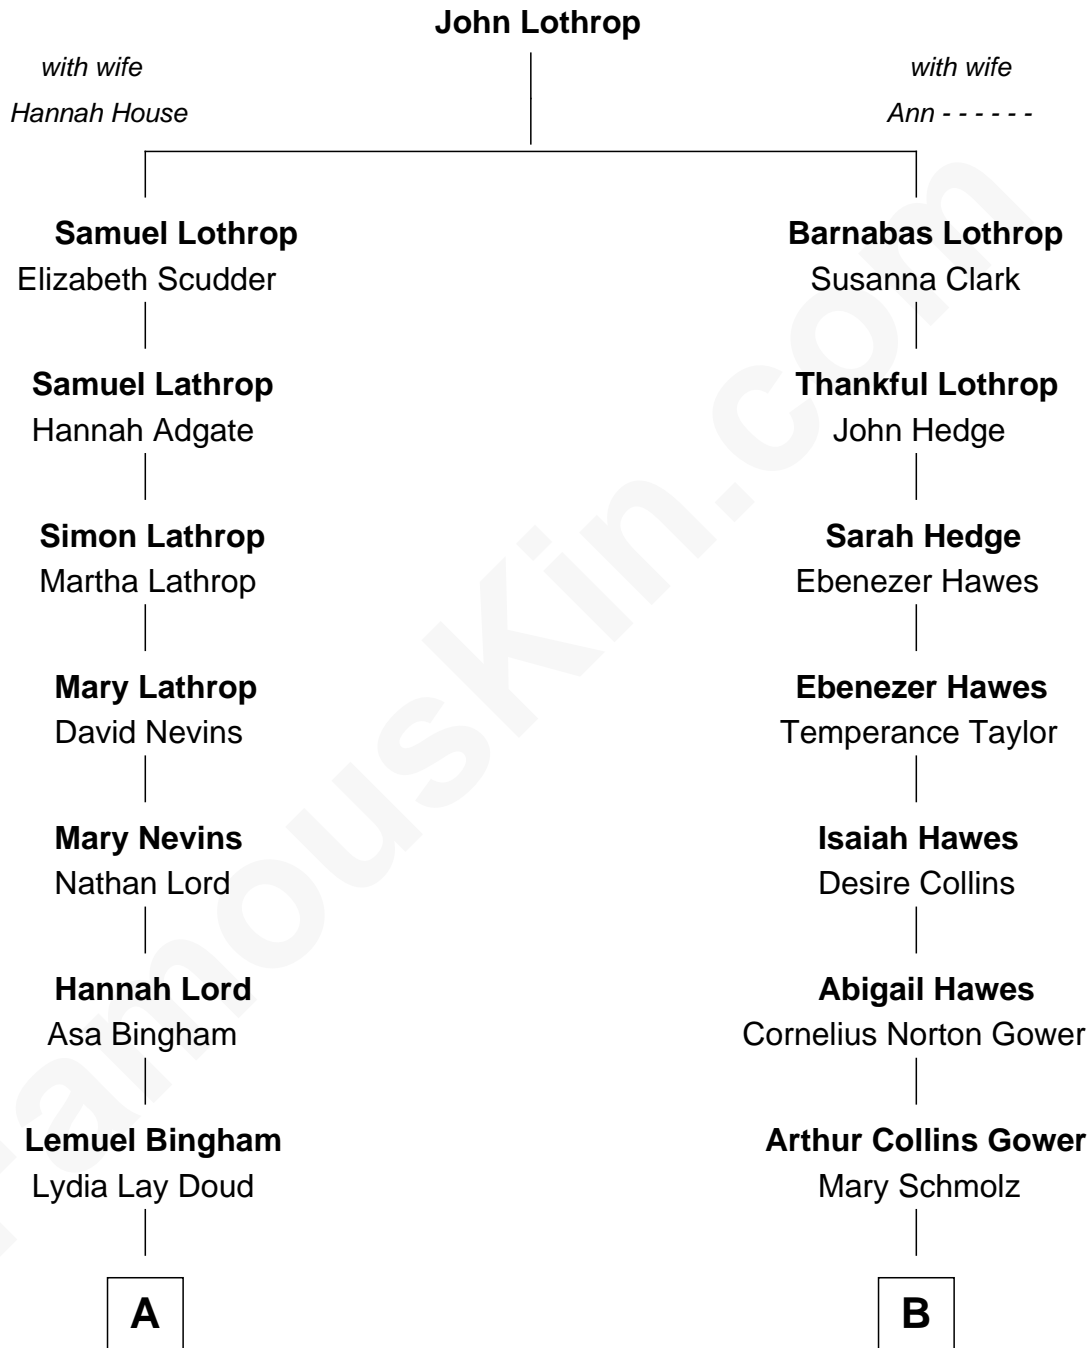 John Lothrop
with wife
Hannah House
with wife
Ann - - - - - -
Samuel Lothrop
Elizabeth Scudder
Barnabas Lothrop
Susanna Clark
Samuel Lathrop
Hannah Adgate
Thankful Lothrop
John Hedge
Simon Lathrop
Martha Lathrop
Sarah Hedge
Ebenezer Hawes
Mary Lathrop
David Nevins
Ebenezer Hawes
Temperance Taylor
Mary Nevins
Nathan Lord
Isaiah Hawes
Desire Collins
Hannah Lord
Asa Bingham
Abigail Hawes
Cornelius Norton Gower
Lemuel Bingham
Lydia Lay Doud
Arthur Collins Gower
Mary Schmolz
A
B
FamousKin.com